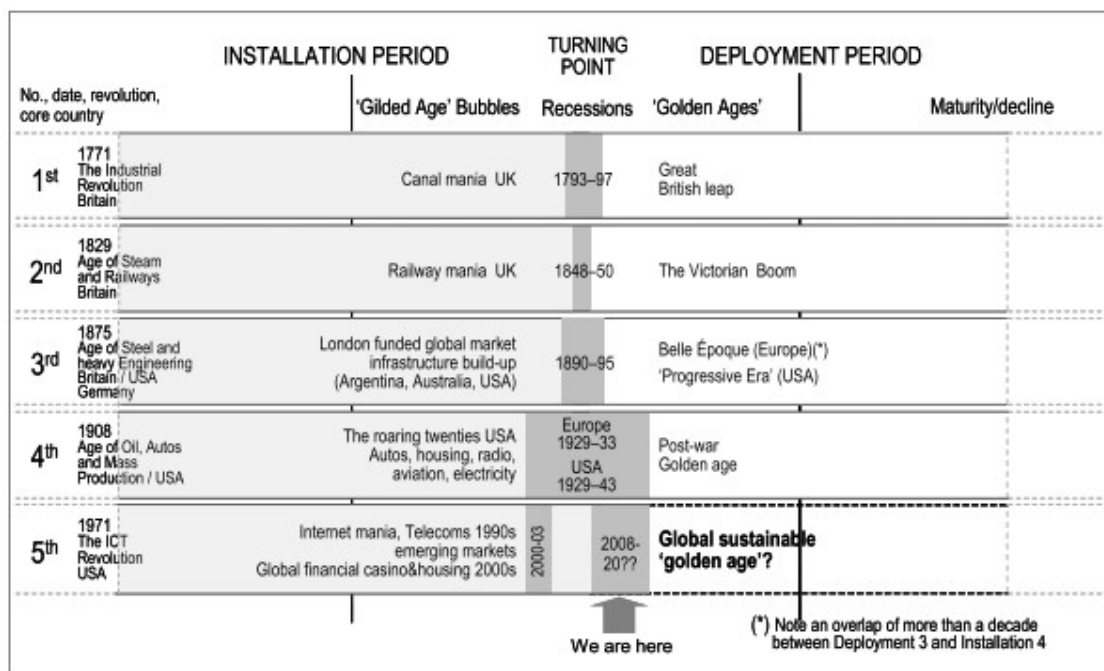 INSTALLATION PERIOD
TURNING
POINT
DEPLOYMENT PERIOD
No., date, revolution,
core country
‘Gilded Age’ Bubbles
Recessions
‘Golden Ages’
Maturity/decline
1st
1771
The Industrial
Revolution
Britain
Canal mania UK
1793–97
Great
British leap
2nd
1829
Age of Steam
and Railways
Britain
Railway mania UK
1848–50
The Victorian Boom
3rd
1875
Age of Steel and
heavy Engineering
Britain / USA
Germany
London funded global market
infrastructure build-up
(Argentina, Australia, USA)
1890–95
Belle Époque (Europe)(*)
‘Progressive Era’ (USA)
4th
1908
Age of Oil, Autos
and Mass
Production / USA
The roaring twenties USA
Autos, housing, radio,
aviation, electricity
Europe
1929–33
USA
1929–43
Post-war
Golden age
5th
1971
The ICT
Revolution
USA
Internet mania, Telecoms 1990s
emerging markets
Global financial casino&housing 2000s
2000-03
2008-
20??
Global sustainable
‘golden age’?
We are here
(*) Note an overlap of more than a decade
between Deployment 3 and Installation 4